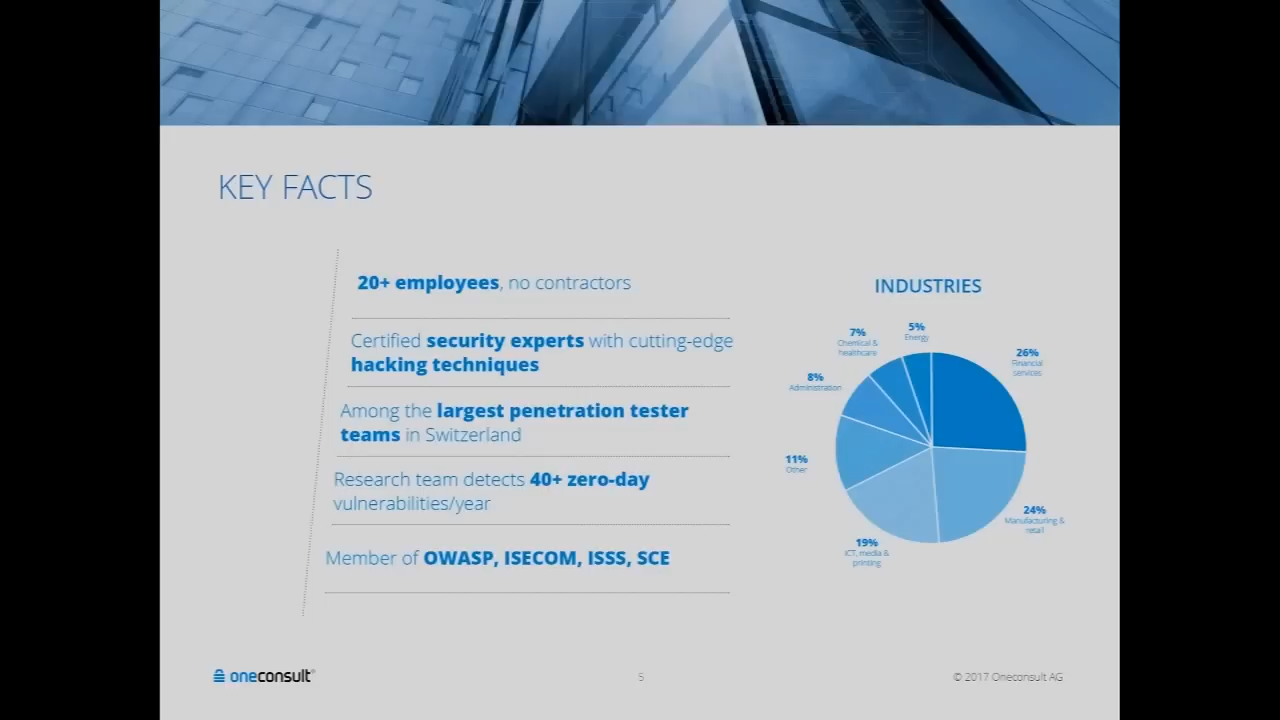 KEY FACTS
20+ employees, no contractors
Certified security experts with cutting-edge
hacking techniques
Among the largest penetration tester
teams in Switzerland
Research team detects 40+ zero-day
vulnerabilities/year
Member of OWASP, ISECOM, ISSS, SCE
INDUSTRIES
5%
Energy
7%
Chemical &
healthcare
26%
Financial
services
8%
Administration
11%
Other
24%
Manufacturing &
retail
19%
ICT, media &
printing
oneconsult®
5
© 2017 Oneconsult AG